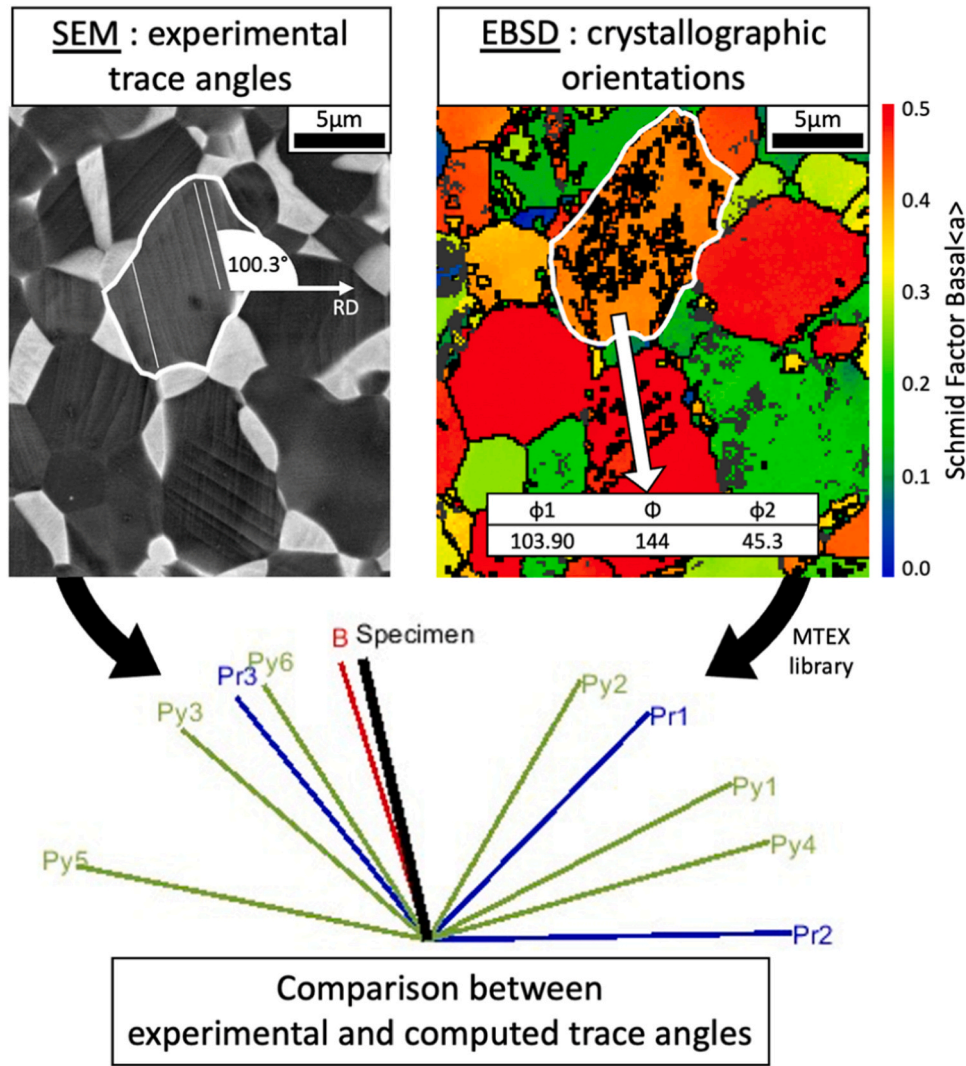 SEM : experimental
trace angles
EBSD : crystallographic
orientations
5µm
100.3°
RD
5µm
ϕ1 Φ ϕ2
103.90 144 45.3
0.5
0.4
0.3
0.2
0.1
0.0
Schmid Factor Basal<a>
MTEX
library
B Specimen
Py6
Pr3
Py3
Py5
Py2
Pr1
Py1
Py4
Pr2
Comparison between
experimental and computed trace angles